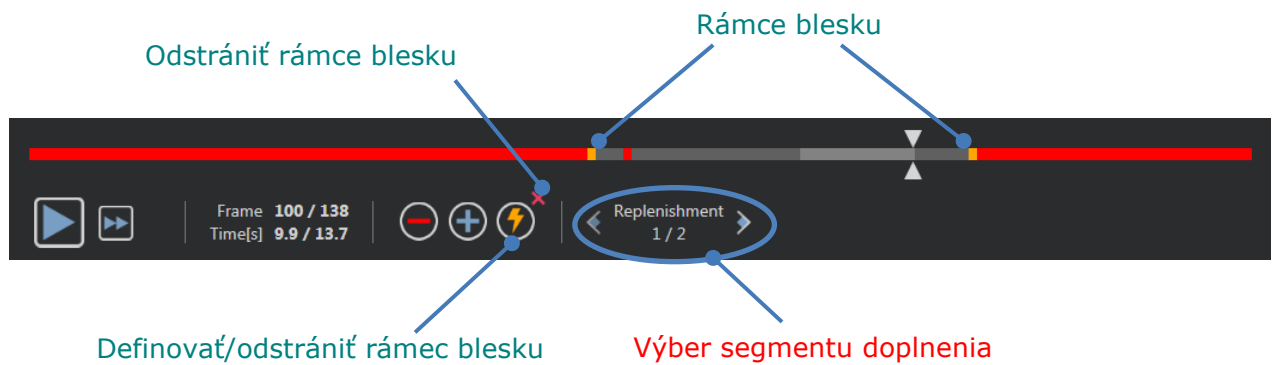 Rámce blesku
Odstrániť rámce blesku
Frame 100 / 138
Time[s] 9.9 / 13.7
Replenishment
1 / 2
Definovať/odstrániť rámec blesku
Výber segmentu doplnenia